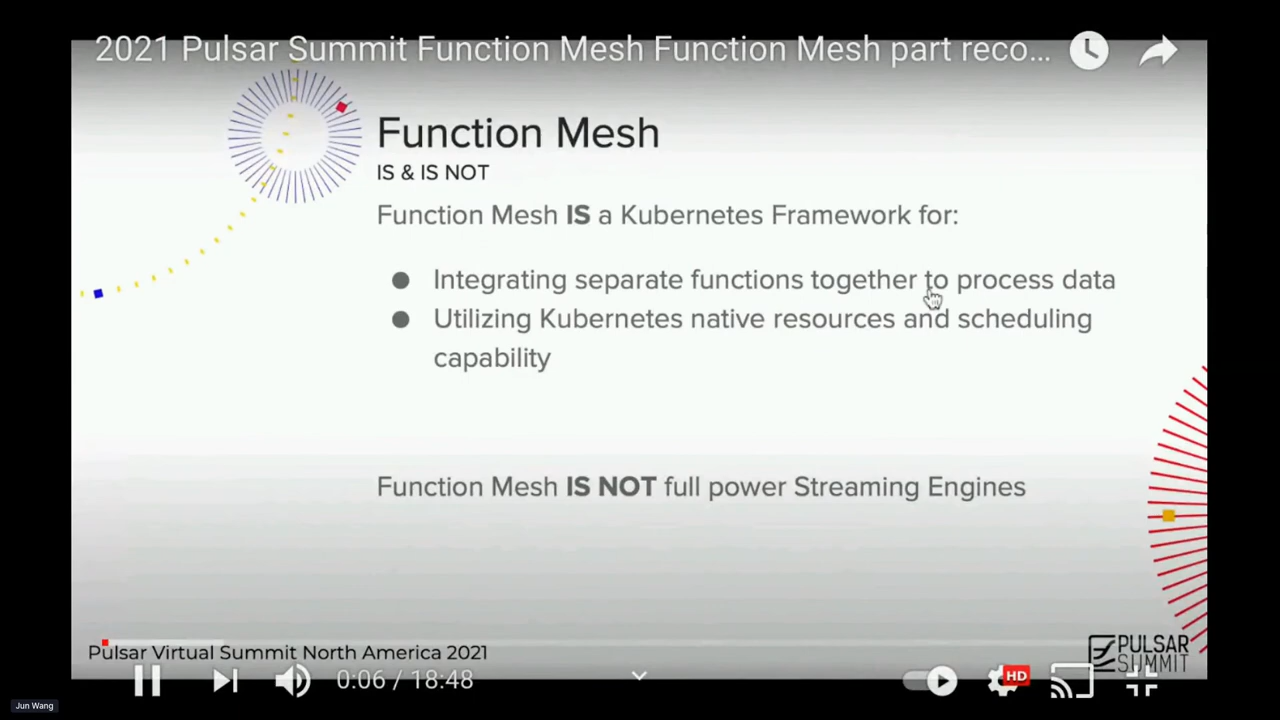 2021 Pulsar Summit Function Mesh Function Mesh part reco...
Function Mesh
IS & IS NOT
Function Mesh IS a Kubernetes Framework for:
● Integrating separate functions together to process data
● Utilizing Kubernetes native resources and scheduling
capability
Function Mesh IS NOT full power Streaming Engines
Pulsar Virtual Summit North America 2021
PULSAR
SUMMIT
0:06 / 18:48
HD
Jun Wang